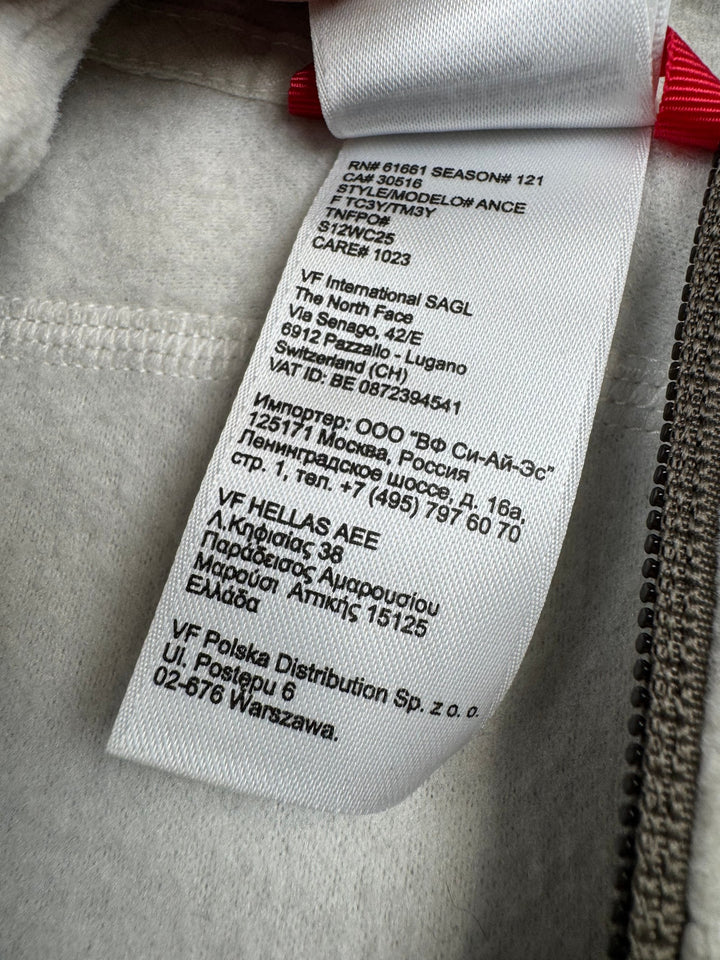 RN# 61661 SEASON# 121
CA# 30516
STYLE/MODELO# ANCE
F TC3Y/TM3Y
TNFPO#
S12WC25
CARE# 1023
VF International SAGL
The North Face
Via Senago, 42/E
6912 Pazzallo - Lugano
Switzerland (CH)
VAT ID: BE 0872394541
Импортер: ООО "ВФ Си-Ай-Эс"
125171 Москва, Россия
Ленинградское шоссе, д. 16а,
стр. 1, тел. +7 (495) 797 60 70
VF HELLAS AEE
Λ.Κηφισίας 38
Παράδεισος Αμαρουσίου
Μαρούσι Αττικής 15125
Ελλάδα
VF Polska Distribution Sp. z o. o.
Ul. Postępu 6
02-676 Warszawa.